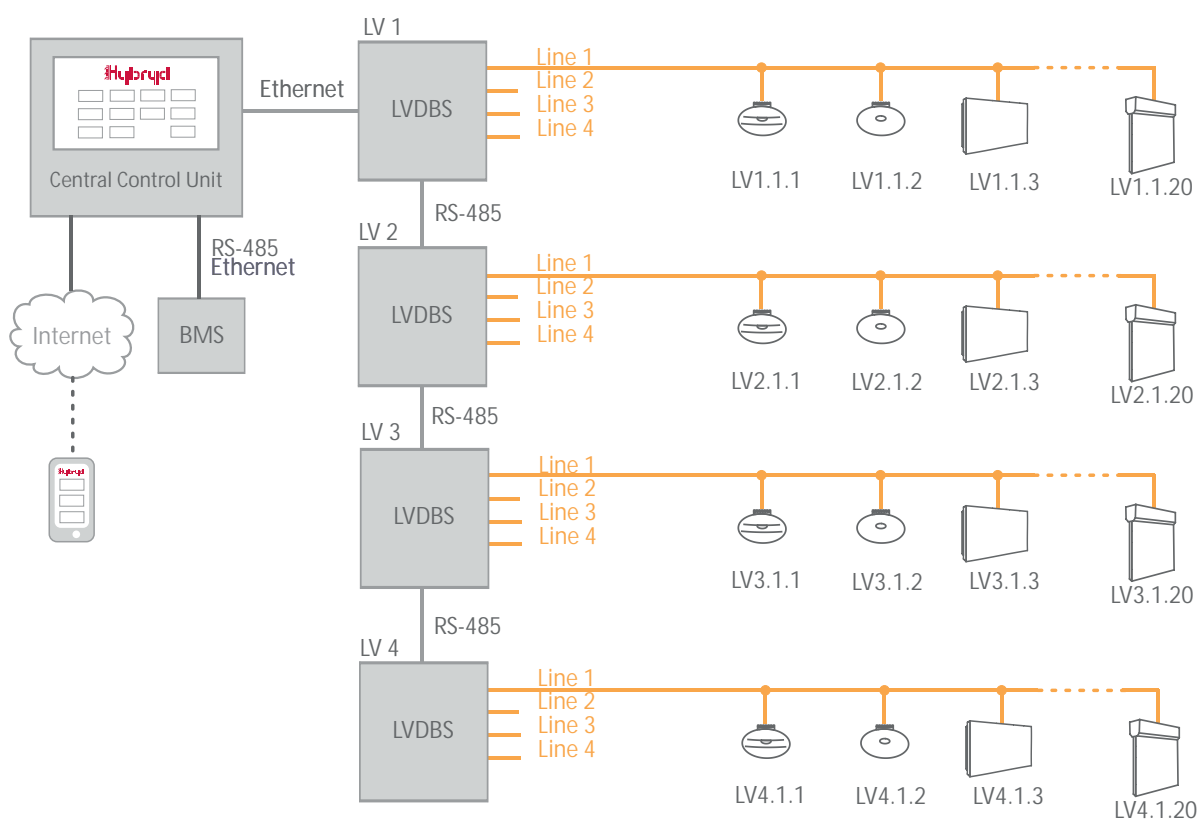 Hybryd
Central Control Unit
Ethernet
RS-485
Ethernet
Internet
BMS
Hybryd
LV 1
LVDBS
Line 1
Line 2
Line 3
Line 4
LV1.1.1
LV1.1.2
LV1.1.3
LV1.1.20
RS-485
LV 2
LVDBS
Line 1
Line 2
Line 3
Line 4
LV2.1.1
LV2.1.2
LV2.1.3
LV2.1.20
RS-485
LV 3
LVDBS
Line 1
Line 2
Line 3
Line 4
LV3.1.1
LV3.1.2
LV3.1.3
LV3.1.20
RS-485
LV 4
LVDBS
Line 1
Line 2
Line 3
Line 4
LV4.1.1
LV4.1.2
LV4.1.3
LV4.1.20